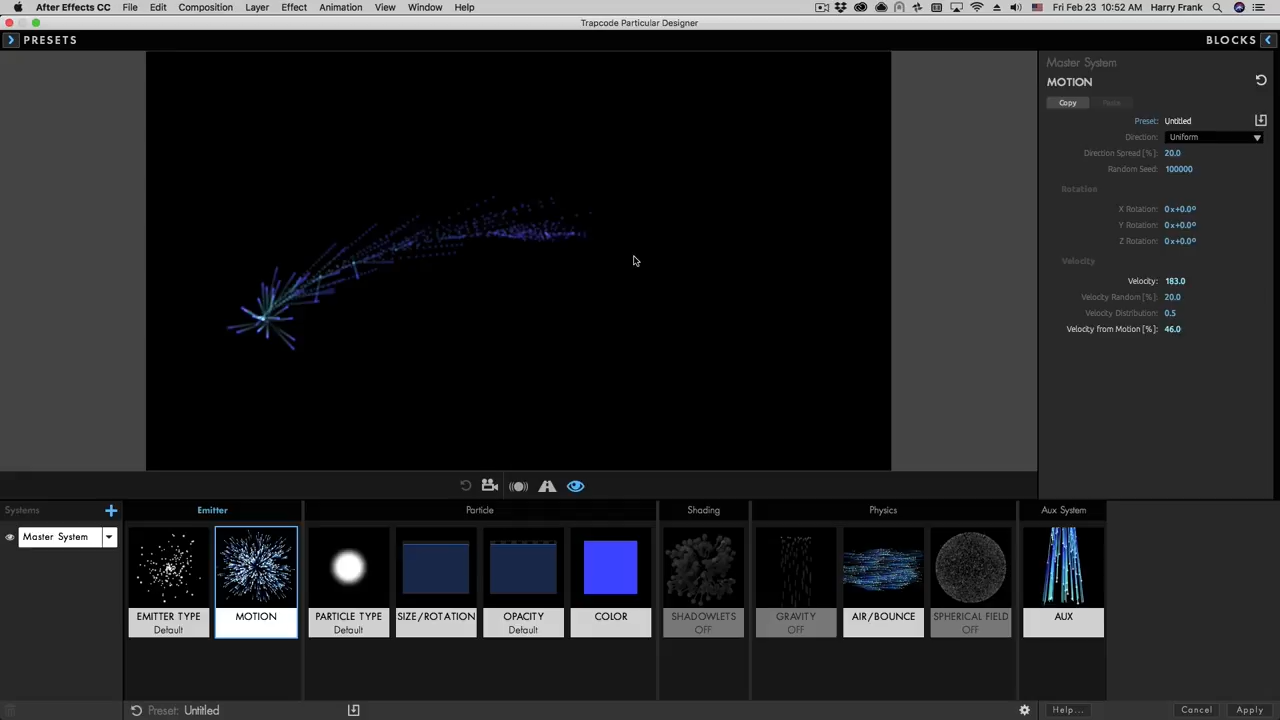 After Effects CC File Edit Composition Layer Effect Animation View Window Help Fri Feb 23 10:52 AM Harry Frank
Trapcode Particular Designer
PRESETS
BLOCKS
Master System
MOTION
Copy Paste
Preset: Untitled
Direction: Uniform
Direction Spread [%]: 20.0
Random Seed: 100000
Rotation
X Rotation: 0x+0.0º
Y Rotation: 0x+0.0º
Z Rotation: 0x+0.0º
Velocity
Velocity: 183.0
Velocity Random [%]: 20.0
Velocity Distribution: 0.5
Velocity from Motion [%]: 46.0
Systems
Emitter
Particle
Shading
Physics
Aux System
Master System
EMITTER TYPE
Default
MOTION
PARTICLE TYPE
Default
SIZE/ROTATION
OPACITY
Default
COLOR
SHADOWLETS
OFF
GRAVITY
OFF
AIR/BOUNCE
SPHERICAL FIELD
OFF
AUX
Preset: Untitled
Help...
Cancel
Apply